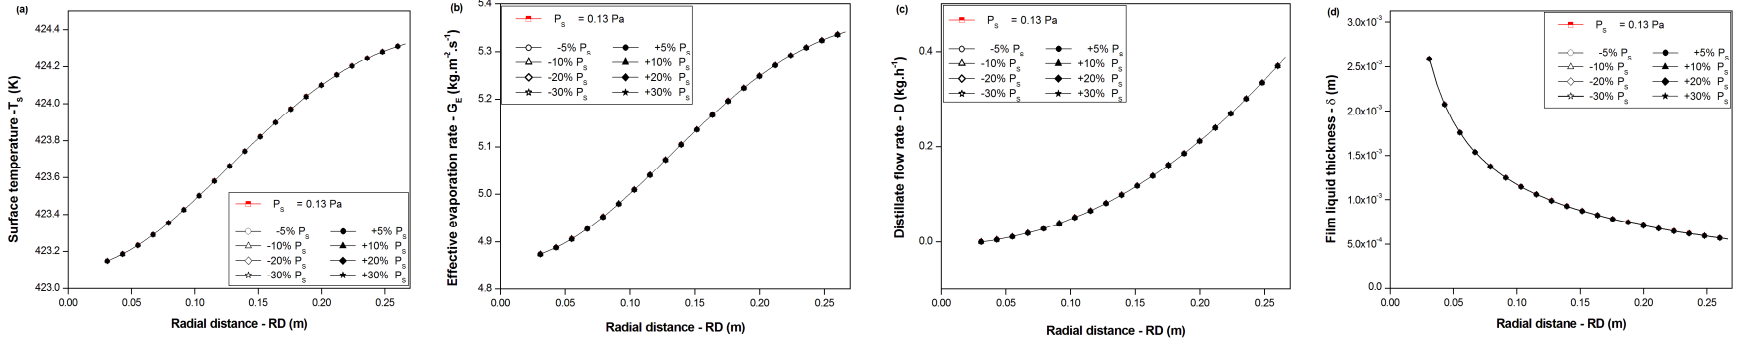 (a)
Surface temperature - T_S (K)
424.4
424.2
424.0
423.8
423.6
423.4
423.2
423.0
P_S = 0.13 Pa
-5% P_S +5% P_S
-10% P_S +10% P_S
-20% P_S +20% P_S
-30% P_S +30% P_S
0.00 0.05 0.10 0.15 0.20 0.25
Radial distance - RD (m)
(b)
Effective evaporation rate - G_E (kg.m⁻².s⁻¹)
5.4
5.3
5.2
5.1
5.0
4.9
4.8
P_S = 0.13 Pa
-5% P_S +5% P_S
-10% P_S +10% P_S
-20% P_S +20% P_S
-30% P_S +30% P_S
0.00 0.05 0.10 0.15 0.20 0.25
Radial distance - RD (m)
(c)
Distillate flow rate - D (kg.h⁻¹)
0.4
0.2
0.0
P_S = 0.13 Pa
-5% P_S +5% P_S
-10% P_S +10% P_S
-20% P_S +20% P_S
-30% P_S +30% P_S
0.00 0.05 0.10 0.15 0.20 0.25
Radial distance - RD (m)
(d)
Film liquid thickness - δ (m)
3.0x10⁻³
2.5x10⁻³
2.0x10⁻³
1.5x10⁻³
1.0x10⁻³
5.0x10⁻⁴
0.0
P_S = 0.13 Pa
-5% P_S +5% P_S
-10% P_S +10% P_S
-20% P_S +20% P_S
-30% P_S +30% P_S
0.00 0.05 0.10 0.15 0.20 0.25
Radial distane - RD (m)